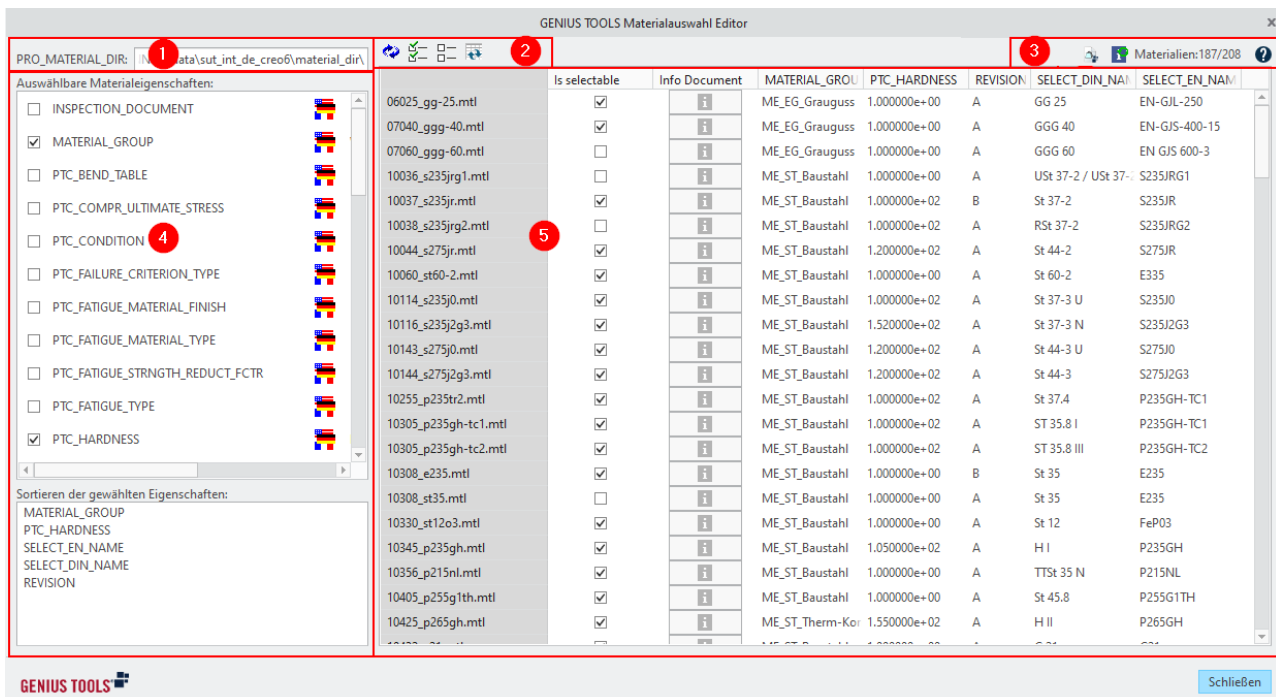 GENIUS TOOLS Materialauswahl Editor
PRO_MATERIAL_DIR: 1 data\sut_int_de_creo6\material_dir\
2
3 Materialien:187/208
Auswählbare Materialeigenschaften:
INSPECTION_DOCUMENT
MATERIAL_GROUP
PTC_BEND_TABLE
PTC_COMPR_ULTIMATE_STRESS
PTC_CONDITION 4
PTC_FAILURE_CRITERION_TYPE
PTC_FATIGUE_MATERIAL_FINISH
PTC_FATIGUE_MATERIAL_TYPE
PTC_FATIGUE_STRNGTH_REDUCT_FCTR
PTC_FATIGUE_TYPE
PTC_HARDNESS
Sortieren der gewählten Eigenschaften:
MATERIAL_GROUP
PTC_HARDNESS
SELECT_EN_NAME
SELECT_DIN_NAME
REVISION
5
Is selectable Info Document MATERIAL_GROU PTC_HARDNESS REVISION SELECT_DIN_NAM SELECT_EN_NAM
06025_gg-25.mtl ME_EG_Grauguss 1.000000e+00 A GG 25 EN-GJL-250
07040_ggg-40.mtl ME_EG_Grauguss 1.000000e+00 A GGG 40 EN-GJS-400-15
07060_ggg-60.mtl ME_EG_Grauguss 1.000000e+00 A GGG 60 EN GJS 600-3
10036_s235jrg1.mtl ME_ST_Baustahl 1.000000e+00 A USt 37-2 / USt 37- S235JRG1
10037_s235jr.mtl ME_ST_Baustahl 1.000000e+02 B St 37-2 S235JR
10038_s235jrg2.mtl ME_ST_Baustahl 1.000000e+00 A RSt 37-2 S235JRG2
10044_s275jr.mtl ME_ST_Baustahl 1.200000e+02 A St 44-2 S275JR
10060_st60-2.mtl ME_ST_Baustahl 1.000000e+00 A St 60-2 E335
10114_s235j0.mtl ME_ST_Baustahl 1.000000e+02 A St 37-3 U S235J0
10116_s235j2g3.mtl ME_ST_Baustahl 1.520000e+02 A St 37-3 N S235J2G3
10143_s275j0.mtl ME_ST_Baustahl 1.200000e+02 A St 44-3 U S275J0
10144_s275j2g3.mtl ME_ST_Baustahl 1.200000e+02 A St 44-3 S275J2G3
10255_p235tr2.mtl ME_ST_Baustahl 1.000000e+02 A St 37.4 P235GH-TC1
10305_p235gh-tc1.mtl ME_ST_Baustahl 1.000000e+02 A ST 35.8 I P235GH-TC1
10305_p235gh-tc2.mtl ME_ST_Baustahl 1.000000e+02 A ST 35.8 III P235GH-TC2
10308_e235.mtl ME_ST_Baustahl 1.000000e+00 B St 35 E235
10308_st35.mtl ME_ST_Baustahl 1.000000e+00 A St 35 E235
10330_st12o3.mtl ME_ST_Baustahl 1.000000e+00 A St 12 FeP03
10345_p235gh.mtl ME_ST_Baustahl 1.050000e+02 A H I P235GH
10356_p215nl.mtl ME_ST_Baustahl 1.000000e+00 A TTSt 35 N P215NL
10405_p255g1th.mtl ME_ST_Baustahl 1.000000e+00 A St 45.8 P255G1TH
10425_p265gh.mtl ME_ST_Therm-Kor 1.550000e+02 A H II P265GH
GENIUS TOOLS
Schließen